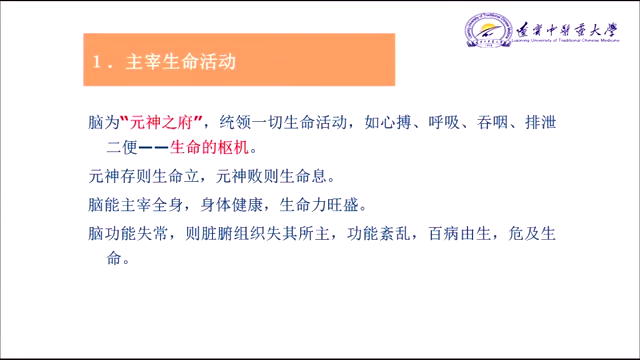 辽宁中医药大学
Liaoning University of Traditional Chinese Medicine
1．主宰生命活动
脑为“元神之府”，统领一切生命活动，如心搏、呼吸、吞咽、排泄
二便——生命的枢机。
元神存则生命立，元神败则生命息。
脑能主宰全身，身体健康，生命力旺盛。
脑功能失常，则脏腑组织失其所主，功能紊乱，百病由生，危及生
命。